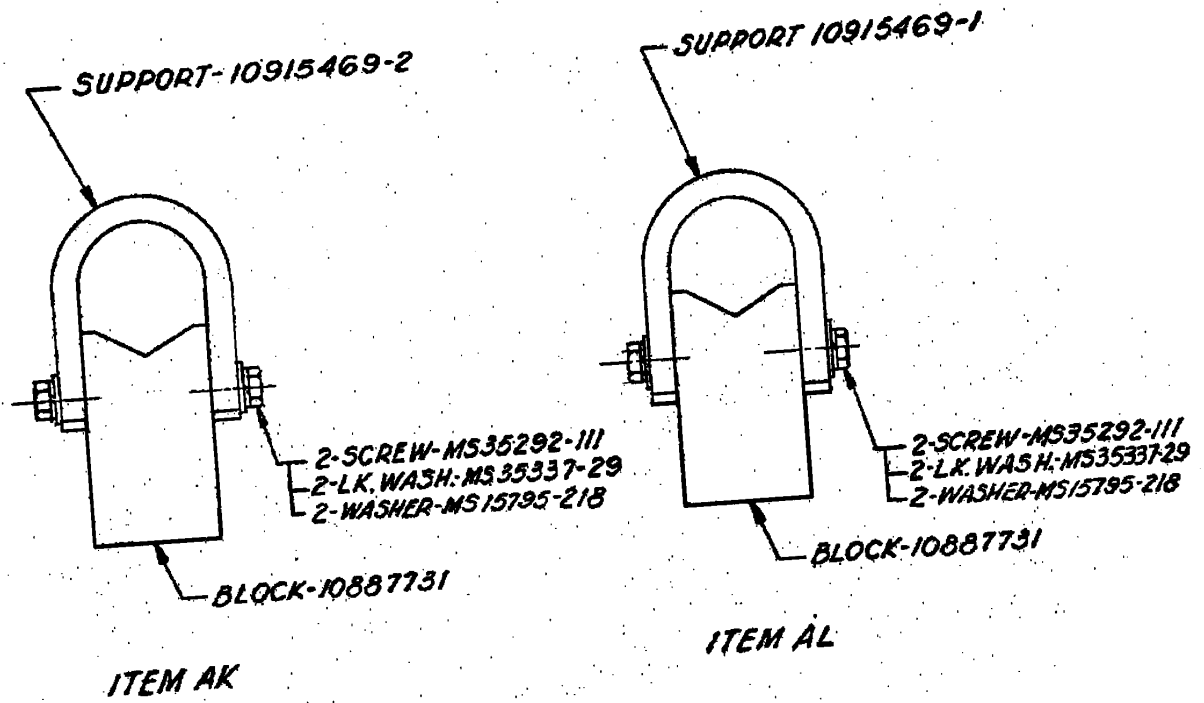 SUPPORT-10915469-2
2-SCREW-MS35292-111
2-LK. WASH.-MS35337-29
2-WASHER-MS15795-218
BLOCK-10887731
ITEM AK
SUPPORT 10915469-1
2-SCREW-MS35292-111
2-LK. WASH.-MS35337-29
2-WASHER-MS15795-218
BLOCK-10887731
ITEM AL